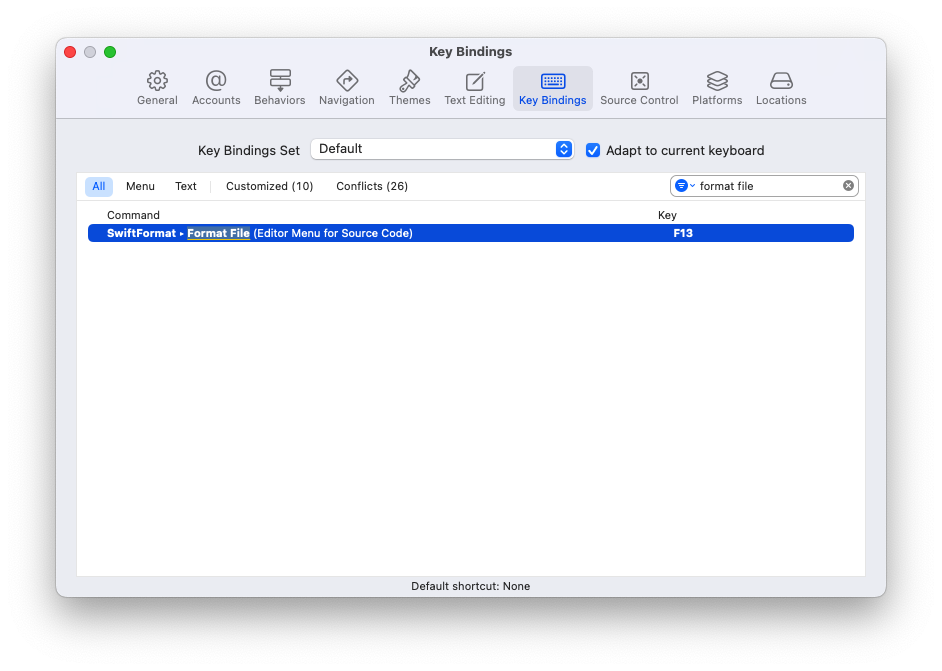 Key Bindings
General Accounts Behaviors Navigation Themes Text Editing Key Bindings Source Control Platforms Locations
Key Bindings Set Default Adapt to current keyboard
All Menu Text Customized (10) Conflicts (26) format file
Command Key
SwiftFormat ▸ Format File (Editor Menu for Source Code) F13
Default shortcut: None